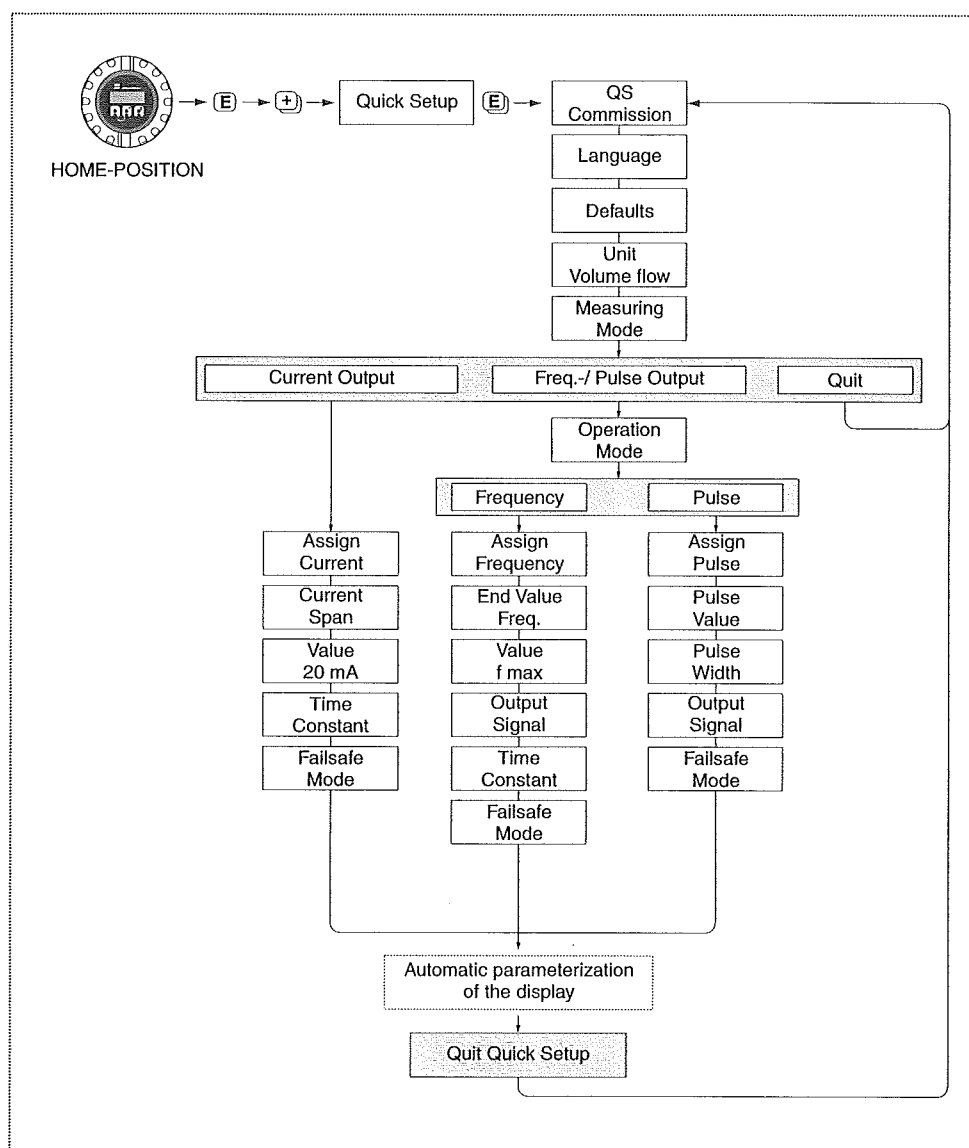 E
+
Quick Setup
E
QS
Commission
HOME-POSITION
Language
Defaults
Unit
Volume flow
Measuring
Mode
Current Output
Freq.-/ Pulse Output
Quit
Operation
Mode
Frequency
Pulse
Assign
Current
Current
Span
Value
20 mA
Time
Constant
Failsafe
Mode
Assign
Frequency
End Value
Freq.
Value
f max
Output
Signal
Time
Constant
Failsafe
Mode
Assign
Pulse
Pulse
Value
Pulse
Width
Output
Signal
Failsafe
Mode
Automatic parameterization
of the display
Quit Quick Setup